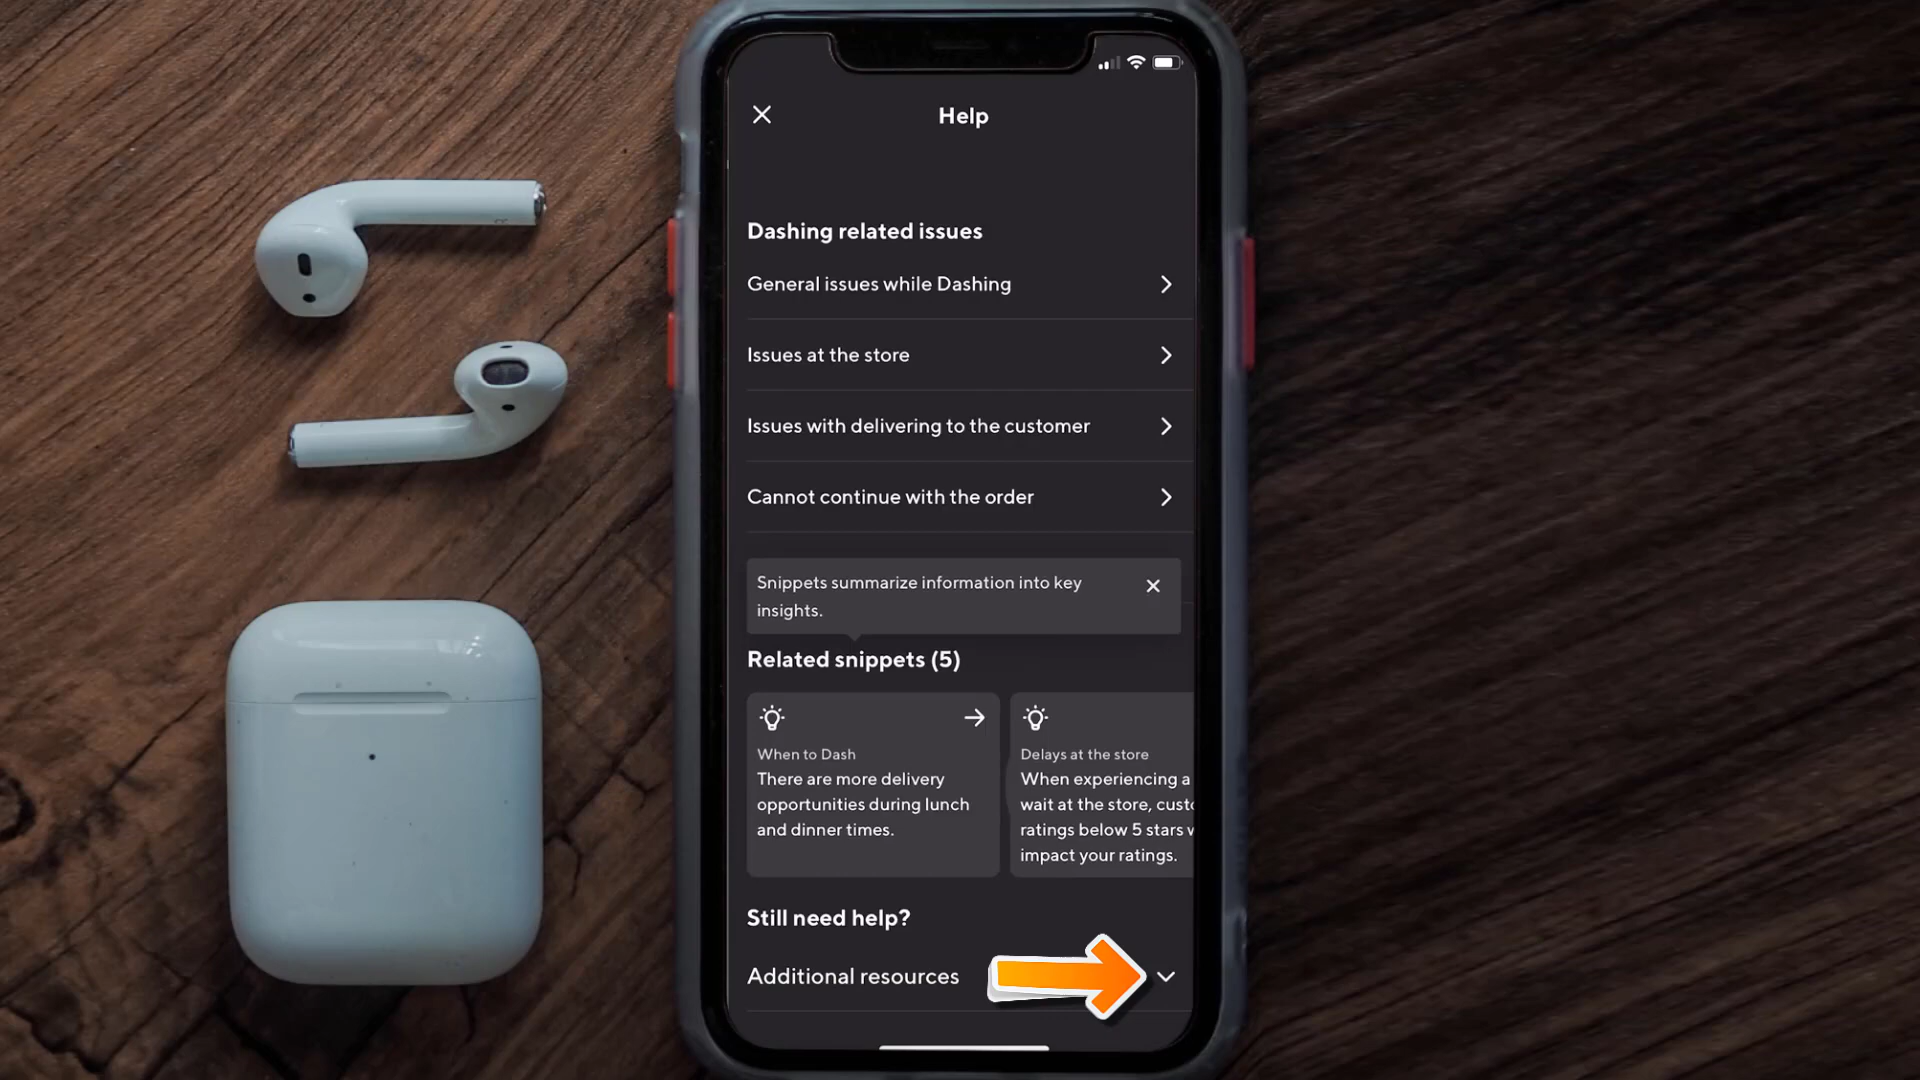 Help
Dashing related issues
General issues while Dashing
Issues at the store
Issues with delivering to the customer
Cannot continue with the order
Snippets summarize information into key
insights.
Related snippets (5)
When to Dash
There are more delivery
opportunities during lunch
and dinner times.
Delays at the store
When experiencing a
wait at the store, custo
ratings below 5 stars w
impact your ratings.
Still need help?
Additional resources